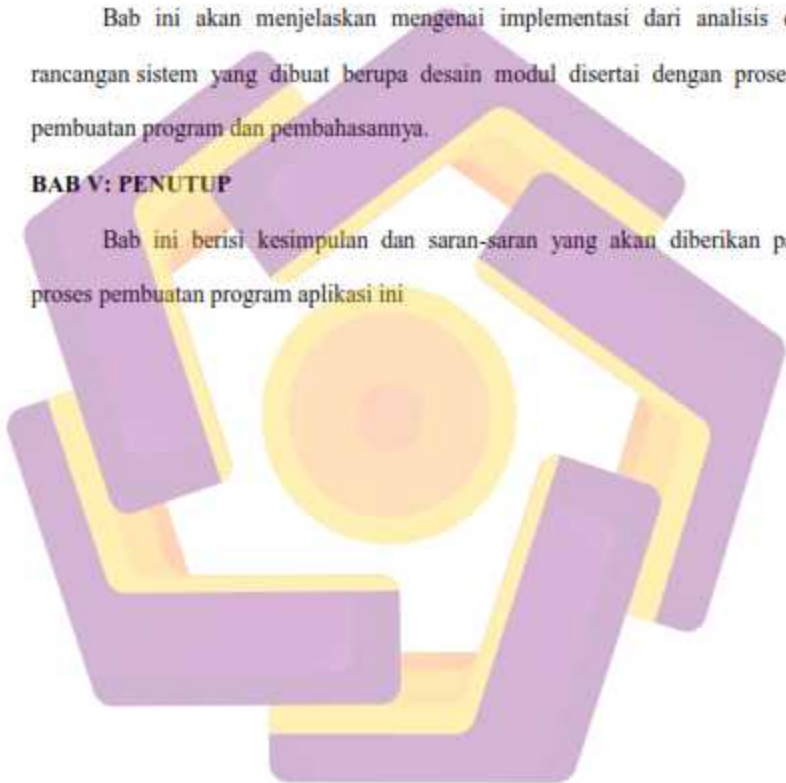 Bab ini akan menjelaskan mengenai implementasi dari analisis
rancangan sistem yang dibuat berupa desain modul disertai dengan
pembuatan program dan pembahasannya.
BAB V: PENUTUP
Bab ini berisi kesimpulan dan saran-saran yang akan diberikan
proses pembuatan program aplikasi ini